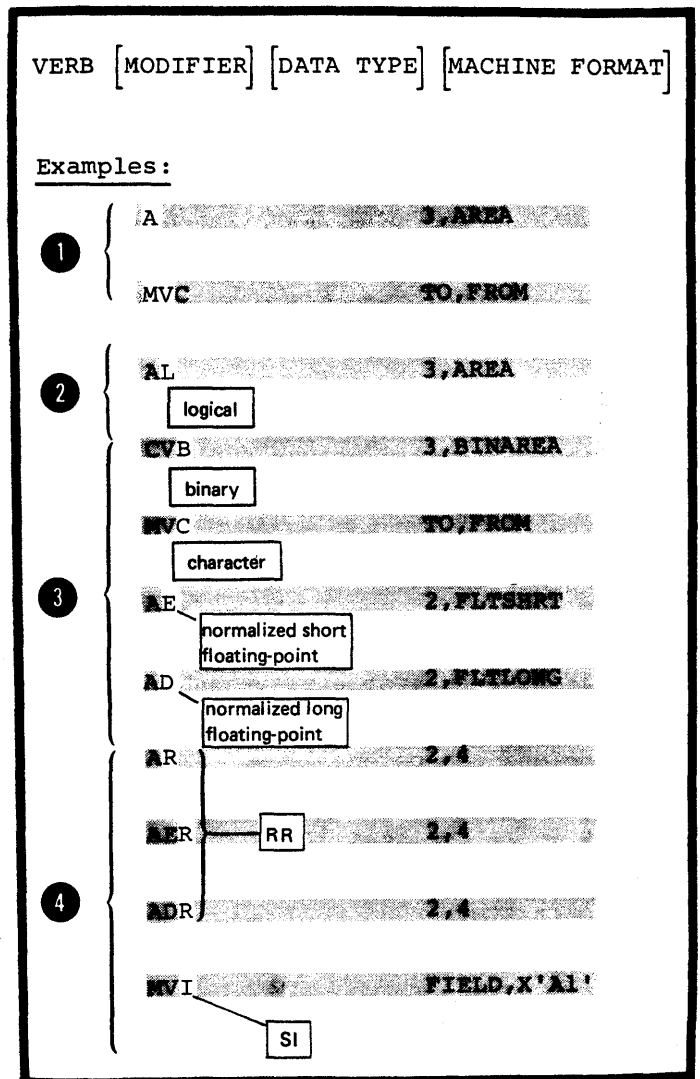 VERB [MODIFIER] [DATA TYPE] [MACHINE FORMAT]
Examples:
1
A 3,AREA
MVC TO,FROM
2
AL 3,AREA
logical
3
CVB 3,BINAREA
binary
MVC TO,FROM
character
AE 2,FLTSHRT
normalized short
floating-point
AD 2,FLTLONG
normalized long
floating-point
4
AR 2,4
AER RR 2,4
ADR 2,4
MVI FIELD,X'A1'
SI